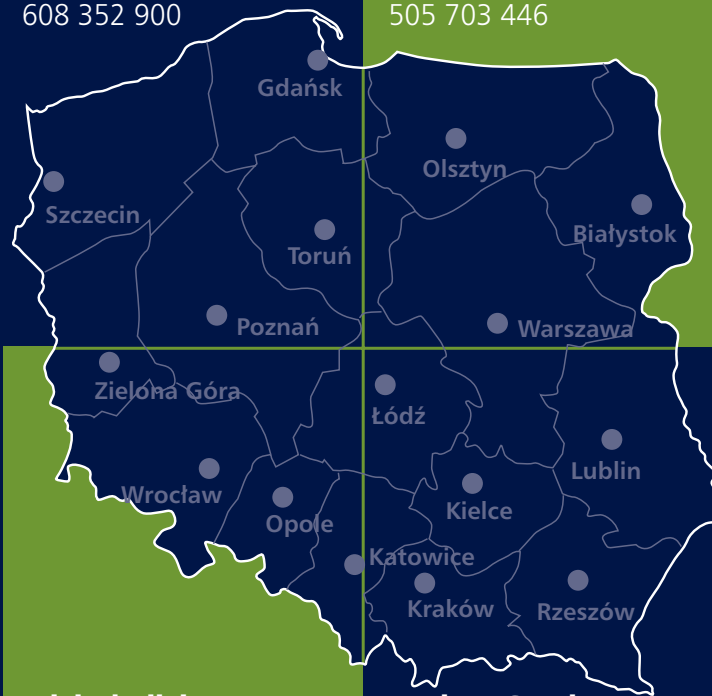 608 352 900
505 703 446
Gdańsk
Olsztyn
Szczecin
Białystok
Toruń
Poznań
Warszawa
Zielona Góra
Łódź
Lublin
Wrocław
Kielce
Opole
Katowice
Kraków
Rzeszów